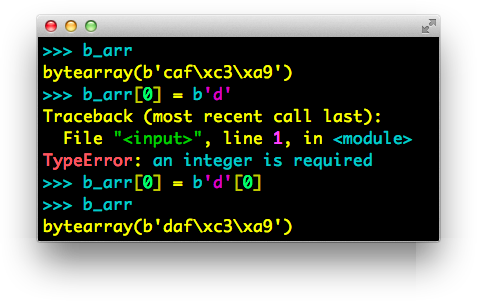 >>> b_arr
bytearray(b'caf\xc3\xa9')
>>> b_arr[0] = b'd'
Traceback (most recent call last):
  File "<input>", line 1, in <module>
TypeError: an integer is required
>>> b_arr[0] = b'd'[0]
>>> b_arr
bytearray(b'daf\xc3\xa9')